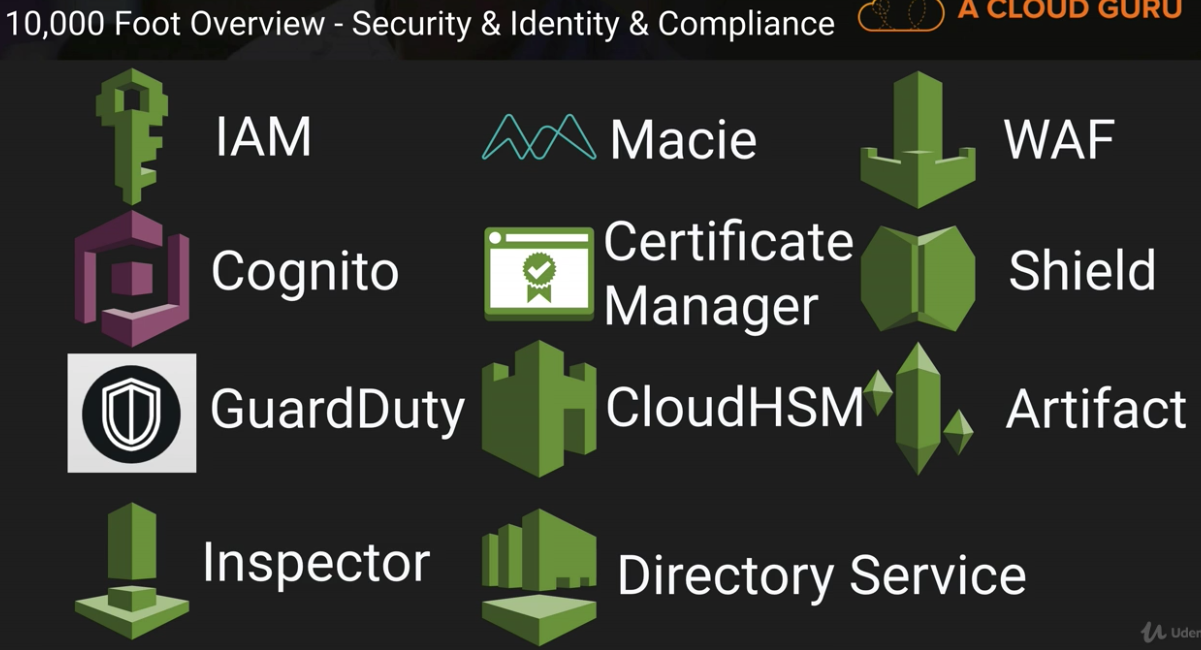 10,000 Foot Overview - Security & Identity & Compliance
A CLOUD GURU
IAM
Macie
WAF
Cognito
Certificate
Manager
Shield
GuardDuty
CloudHSM
Artifact
Inspector
Directory Service